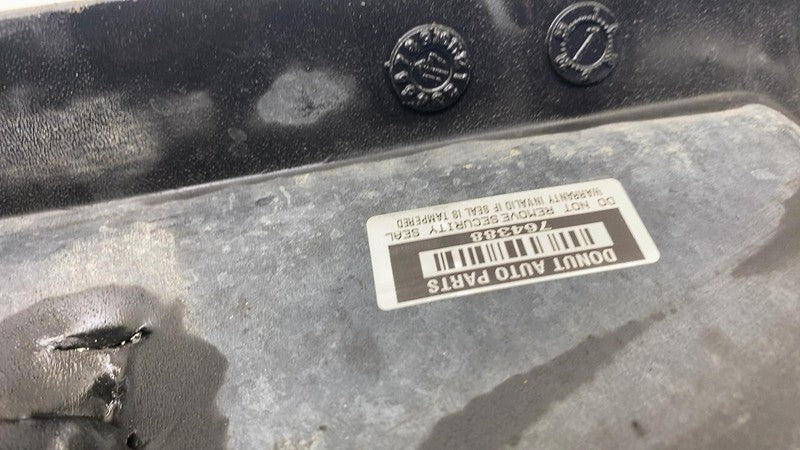 DONUT AUTO PARTS
764388
DO NOT REMOVE SECURITY SEAL
WARRANTY INVALID IF SEAL IS TAMPERED